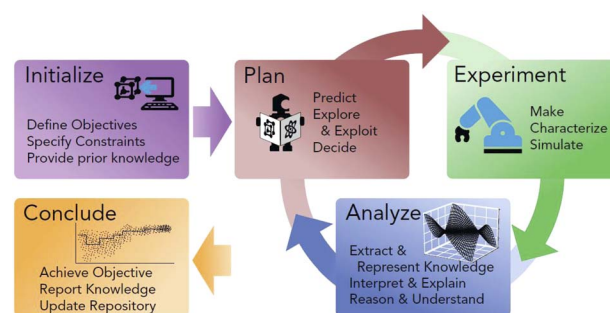 Initialize
Define Objectives
Specify Constraints
Provide prior knowledge
Plan
Predict
Explore
& Exploit
Decide
Experiment
Make
Characterize
Simulate
Analyze
Extract &
Represent Knowledge
Interpret & Explain
Reason & Understand
Conclude
Achieve Objective
Report Knowledge
Update Repository